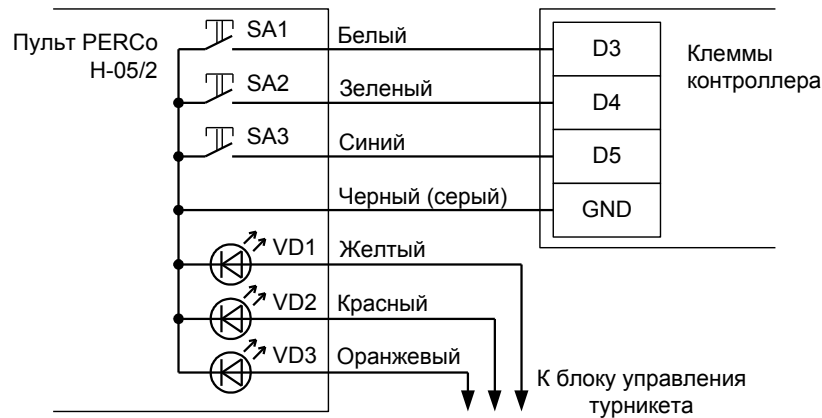 Пульт PERCo
H-05/2
SA1
Белый
D3
Клеммы
контроллера
SA2
Зеленый
D4
SA3
Синий
D5
Черный (серый)
GND
VD1
Желтый
VD2
Красный
VD3
Оранжевый
К блоку управления
турникета